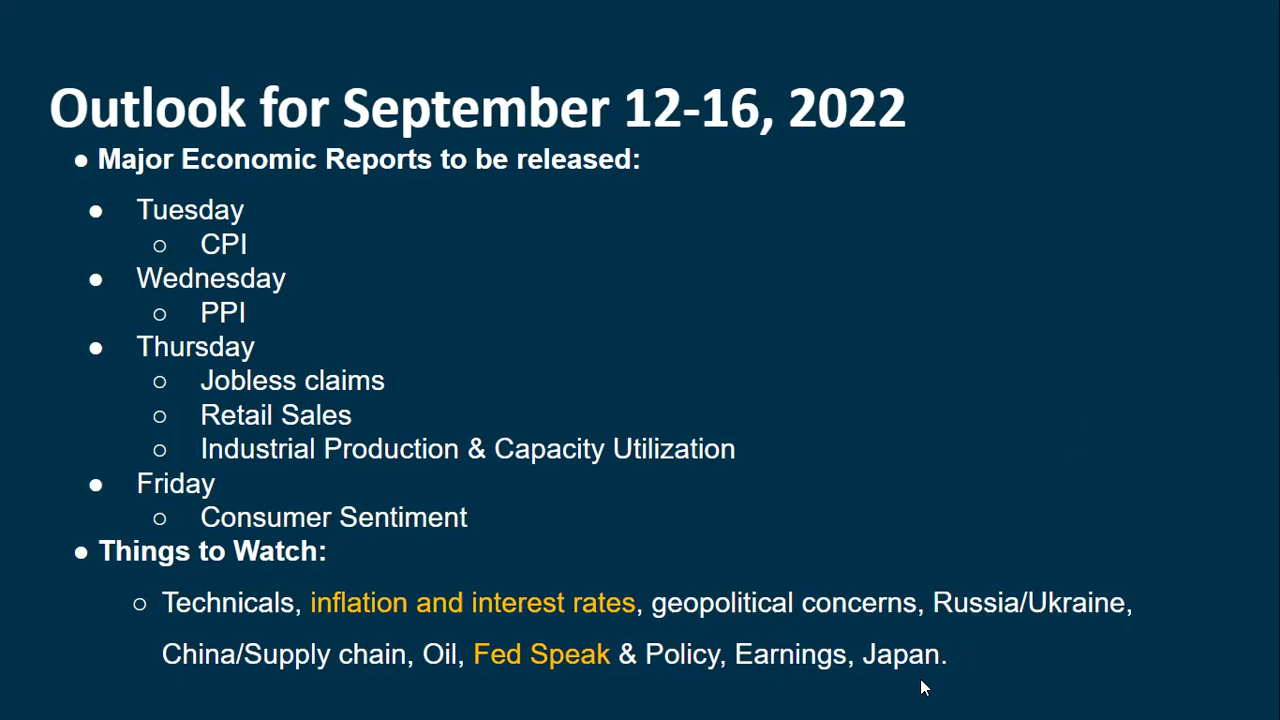 Outlook for September 12-16, 2022
● Major Economic Reports to be released:
● Tuesday
○ CPI
● Wednesday
○ PPI
● Thursday
○ Jobless claims
○ Retail Sales
○ Industrial Production & Capacity Utilization
● Friday
○ Consumer Sentiment
● Things to Watch:
○ Technicals, inflation and interest rates, geopolitical concerns, Russia/Ukraine,
China/Supply chain, Oil, Fed Speak & Policy, Earnings, Japan.